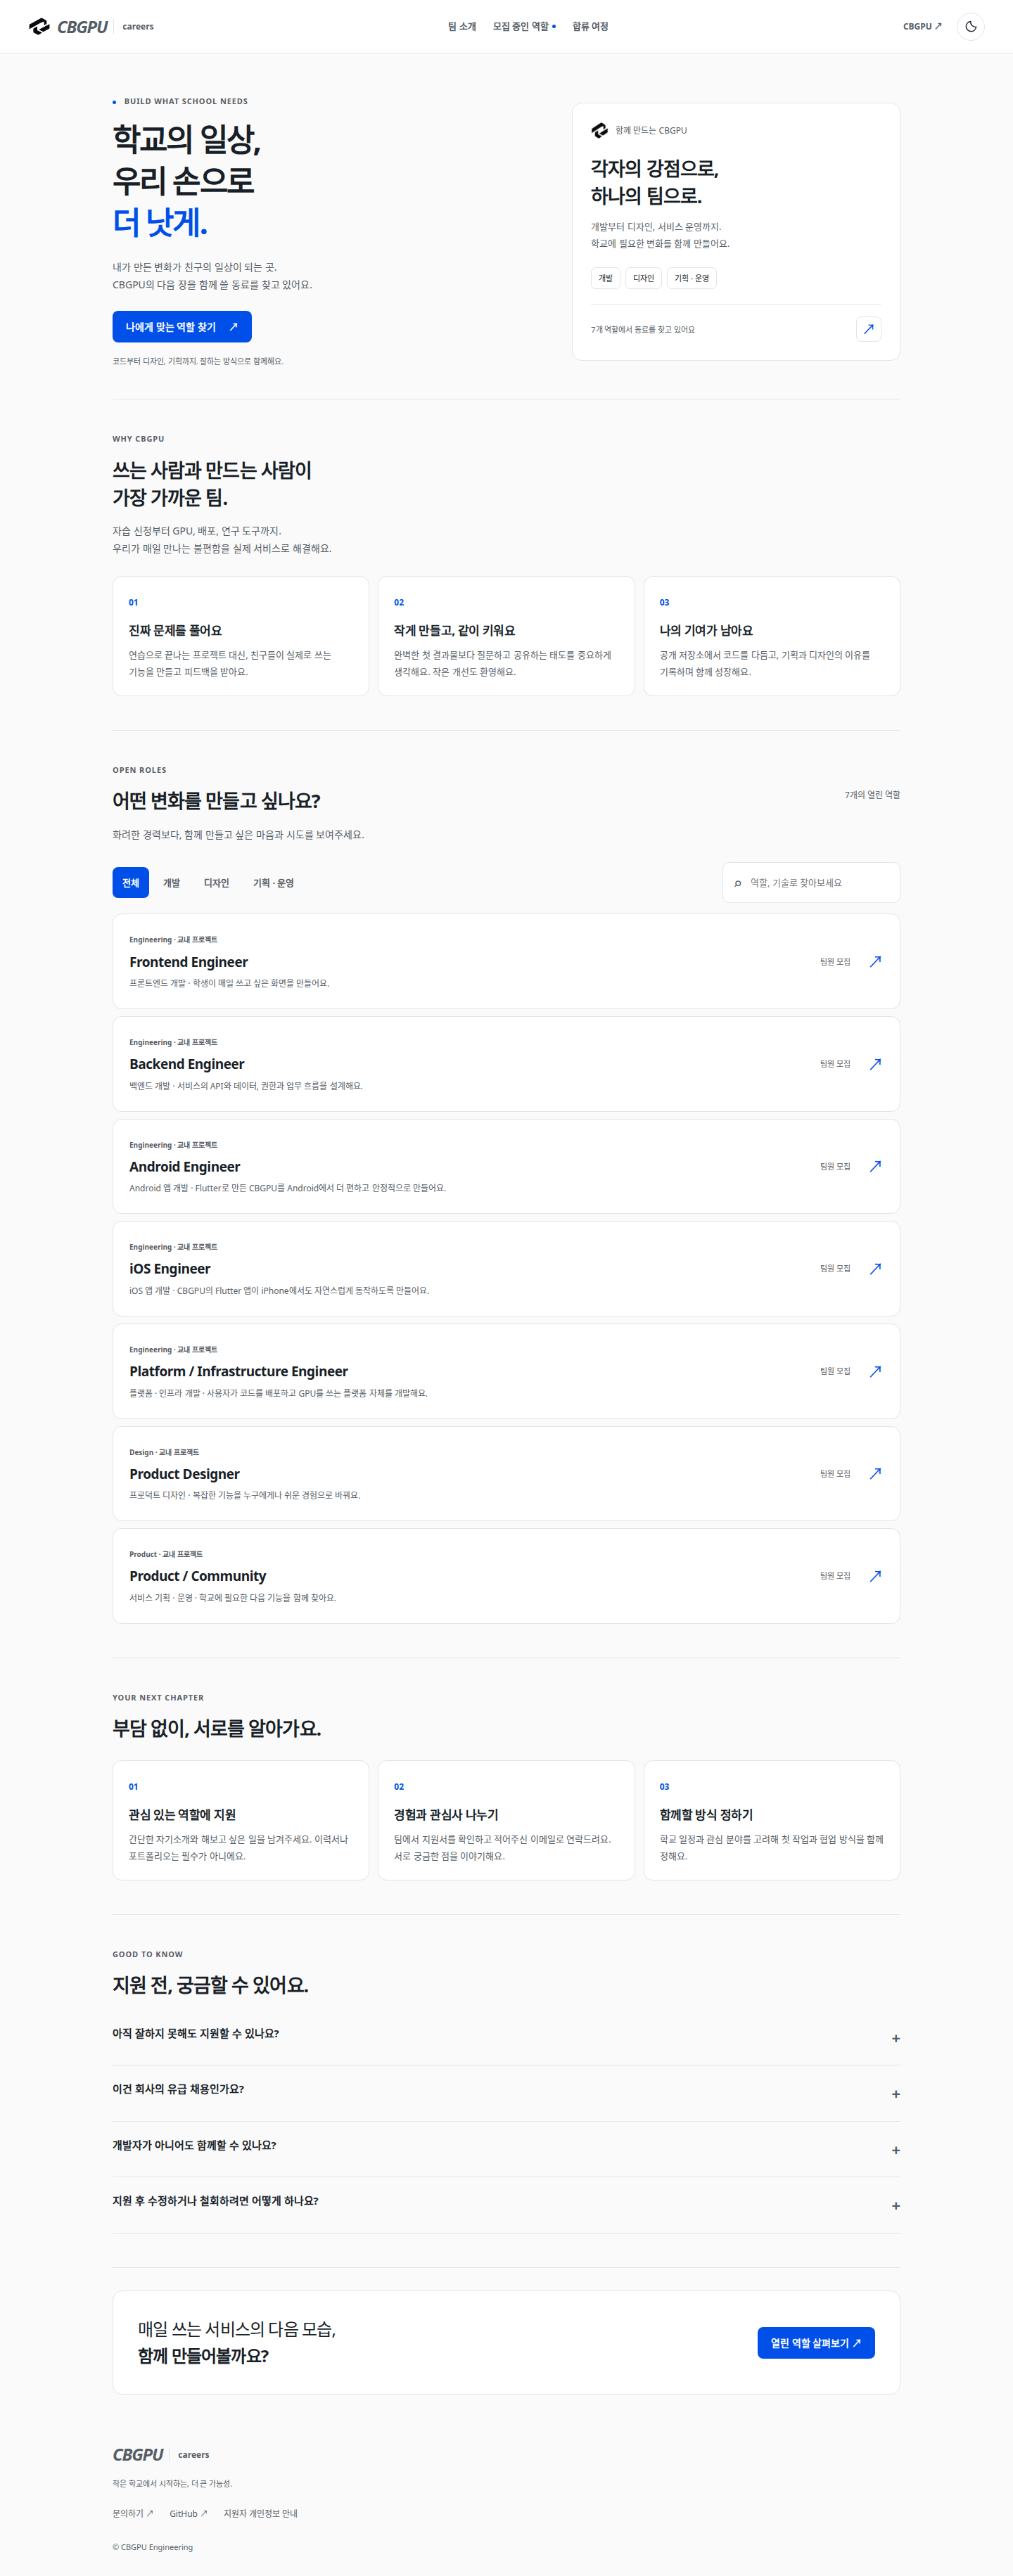 CBGPU careers
팀 소개
모집 중인 역할
합류 여정
CBGPU ↗
BUILD WHAT SCHOOL NEEDS
학교의 일상,
우리 손으로
더 낫게.
내가 만든 변화가 친구의 일상이 되는 곳.
CBGPU의 다음 장을 함께 쓸 동료를 찾고 있어요.
나에게 맞는 역할 찾기 ↗
코드부터 디자인, 기획까지. 잘하는 방식으로 함께해요.
함께 만드는 CBGPU
각자의 강점으로,
하나의 팀으로.
개발부터 디자인, 서비스 운영까지.
학교에 필요한 변화를 함께 만들어요.
개발
디자인
기획 · 운영
7개 역할에서 동료를 찾고 있어요 ↗
WHY CBGPU
쓰는 사람과 만드는 사람이
가장 가까운 팀.
자습 신청부터 GPU, 배포, 연구 도구까지.
우리가 매일 만나는 불편함을 실제 서비스로 해결해요.
01
진짜 문제를 풀어요
연습으로 끝나는 프로젝트 대신, 친구들이 실제로 쓰는
기능을 만들고 피드백을 받아요.
02
작게 만들고, 같이 키워요
완벽한 첫 결과물보다 질문하고 공유하는 태도를 중요하게
생각해요. 작은 개선도 환영해요.
03
나의 기여가 남아요
공개 저장소에서 코드를 다듬고, 기획과 디자인의 이유를
기록하며 함께 성장해요.
OPEN ROLES
어떤 변화를 만들고 싶나요?
7개의 열린 역할
화려한 경력보다, 함께 만들고 싶은 마음과 시도를 보여주세요.
전체
개발
디자인
기획 · 운영
역할, 기술로 찾아보세요
Engineering · 교내 프로젝트
Frontend Engineer
프론트엔드 개발 · 학생이 매일 쓰고 싶은 화면을 만들어요.
팀원 모집 ↗
Engineering · 교내 프로젝트
Backend Engineer
백엔드 개발 · 서비스의 API와 데이터, 권한과 업무 흐름을 설계해요.
팀원 모집 ↗
Engineering · 교내 프로젝트
Android Engineer
Android 앱 개발 · Flutter로 만든 CBGPU를 Android에서 더 편하고 안정적으로 만들어요.
팀원 모집 ↗
Engineering · 교내 프로젝트
iOS Engineer
iOS 앱 개발 · CBGPU의 Flutter 앱이 iPhone에서도 자연스럽게 동작하도록 만들어요.
팀원 모집 ↗
Engineering · 교내 프로젝트
Platform / Infrastructure Engineer
플랫폼 · 인프라 개발 · 사용자가 코드를 배포하고 GPU를 쓰는 플랫폼 자체를 개발해요.
팀원 모집 ↗
Design · 교내 프로젝트
Product Designer
프로덕트 디자인 · 복잡한 기능을 누구에게나 쉬운 경험으로 바꿔요.
팀원 모집 ↗
Product · 교내 프로젝트
Product / Community
서비스 기획 · 운영 · 학교에 필요한 다음 기능을 함께 찾아요.
팀원 모집 ↗
YOUR NEXT CHAPTER
부담 없이, 서로를 알아가요.
01
관심 있는 역할에 지원
간단한 자기소개와 해보고 싶은 일을 남겨주세요. 이력서나
포트폴리오는 필수가 아니에요.
02
경험과 관심사 나누기
팀에서 지원서를 확인하고 적어주신 이메일로 연락드려요.
서로 궁금한 점을 이야기해요.
03
함께할 방식 정하기
학교 일정과 관심 분야를 고려해 첫 작업과 협업 방식을 함께
정해요.
GOOD TO KNOW
지원 전, 궁금할 수 있어요.
아직 잘하지 못해도 지원할 수 있나요? +
이건 회사의 유급 채용인가요? +
개발자가 아니어도 함께할 수 있나요? +
지원 후 수정하거나 철회하려면 어떻게 하나요? +
매일 쓰는 서비스의 다음 모습,
함께 만들어볼까요?
열린 역할 살펴보기 ↗
CBGPU careers
작은 학교에서 시작하는, 더 큰 가능성.
문의하기 ↗
GitHub ↗
지원자 개인정보 안내
© CBGPU Engineering